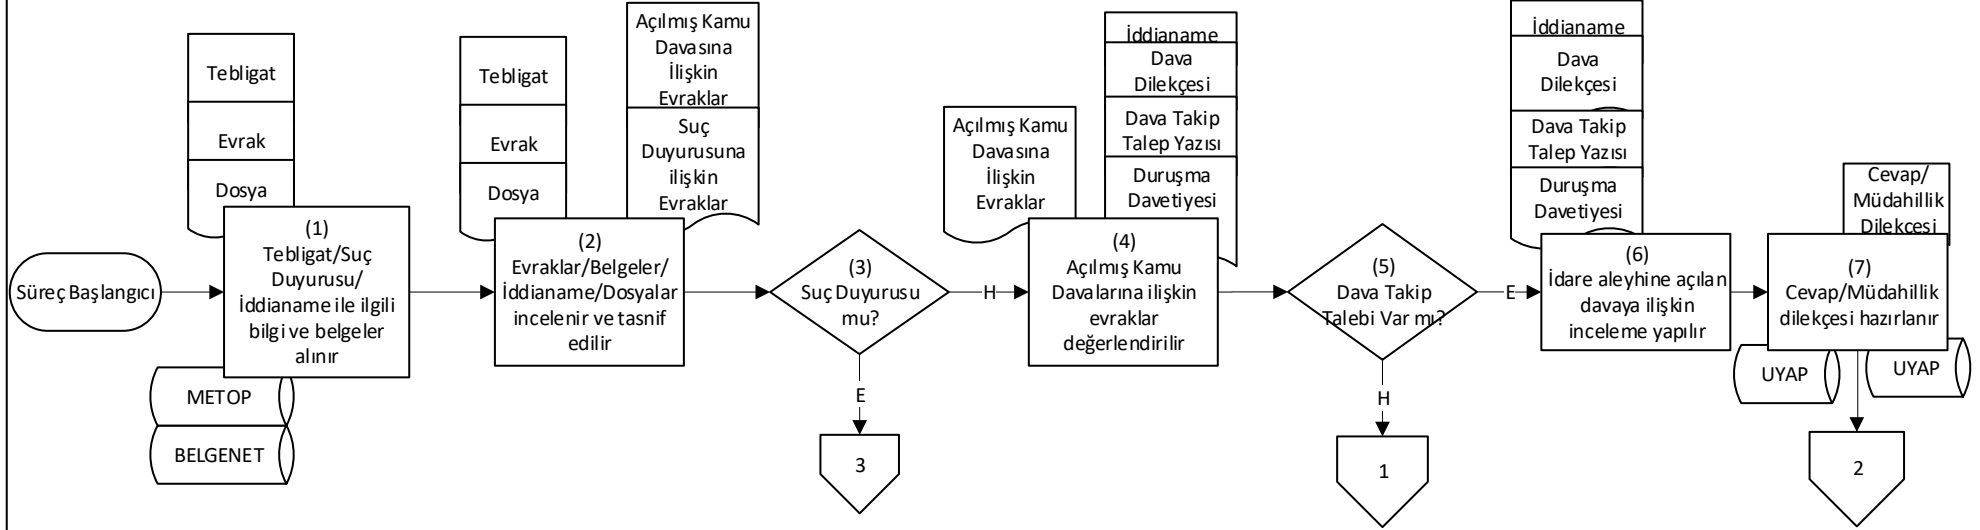 Süreç Başlangıcı
Tebligat
Evrak
Dosya
(1)
Tebligat/Suç
Duyurusu/
İddianame ile ilgili
bilgi ve belgeler
alınır
METOP
BELGENET
Tebligat
Evrak
Dosya
Açılmış Kamu
Davasına
İlişkin
Evraklar
Suç
Duyurusuna
ilişkin
Evraklar
(2)
Evraklar/Belgeler/
İddianame/Dosyalar
incelenir ve tasnif
edilir
(3)
Suç Duyurusu
mu?
H
E
3
Açılmış Kamu
Davasına
İlişkin
Evraklar
İddianame
Dava
Dilekçesi
Dava Takip
Talep Yazısı
Duruşma
Davetiyesi
(4)
Açılmış Kamu
Davalarına ilişkin
evraklar
değerlendirilir
(5)
Dava Takip
Talebi Var mı?
E
H
1
İddianame
Dava
Dilekçesi
Dava Takip
Talep Yazısı
Duruşma
Davetiyesi
(6)
İdare aleyhine açılan
davaya ilişkin
inceleme yapılır
Cevap/
Müdahillik
Dilekçesi
(7)
Cevap/Müdahillik
dilekçesi hazırlanır
UYAP
UYAP
2